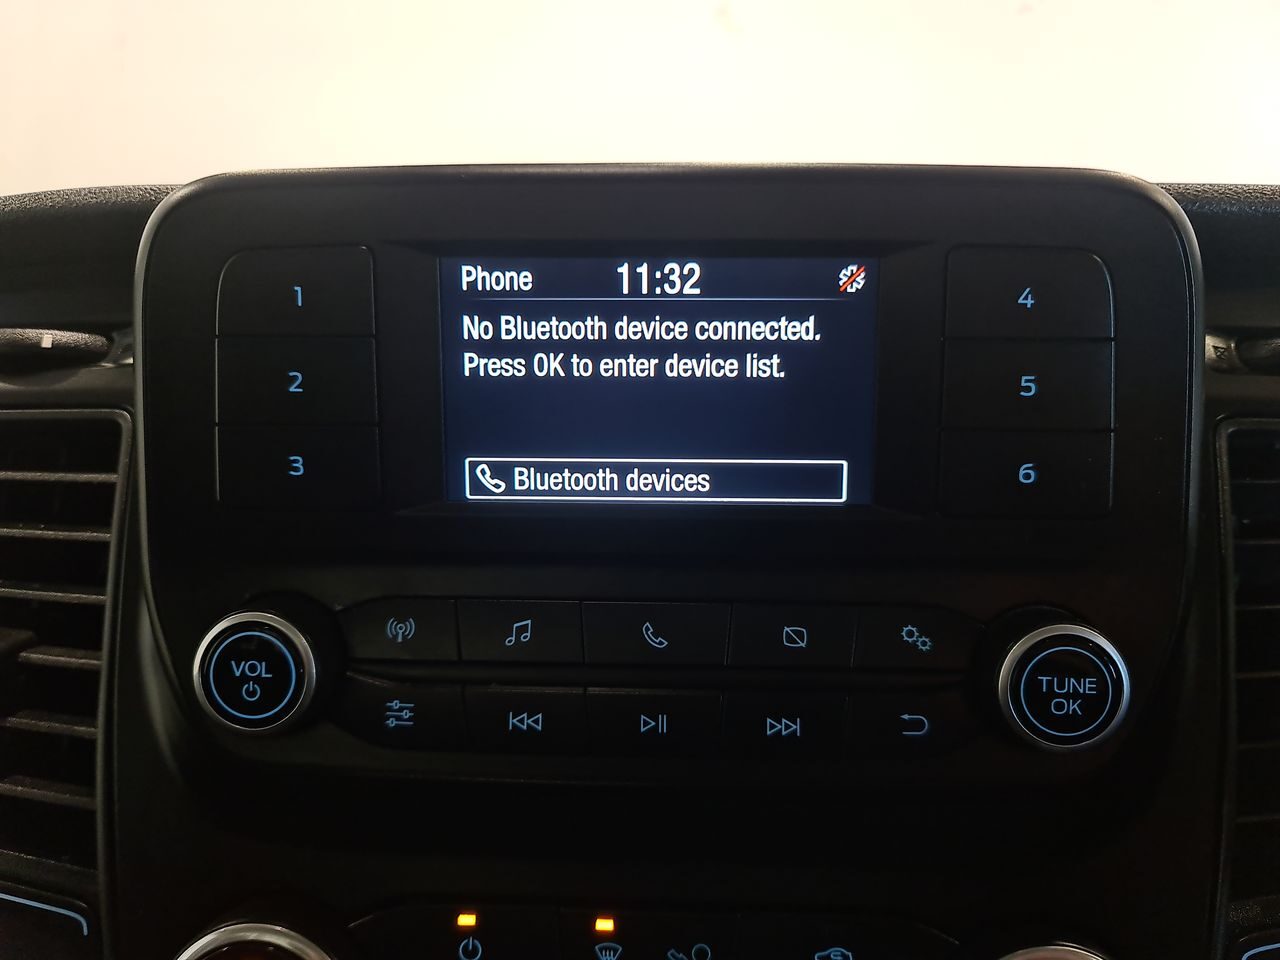 Phone 11:32
No Bluetooth device connected.
Press OK to enter device list.
Bluetooth devices
1
2
3
4
5
6
VOL
TUNE
OK